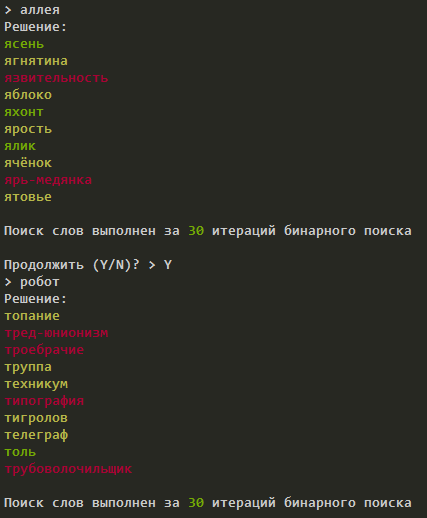 > аллея
Решение:
ясень
ягнятина
язвительность
яблоко
яхонт
ярость
ялик
ячёнок
ярь-медянка
ятовье
Поиск слов выполнен за 30 итераций бинарного поиска
Продолжить (Y/N)? > Y
> робот
Решение:
топание
тред-юнионизм
троебрачие
труппа
техникум
типография
тигролов
телеграф
толь
трубоволочильщик
Поиск слов выполнен за 30 итераций бинарного поиска